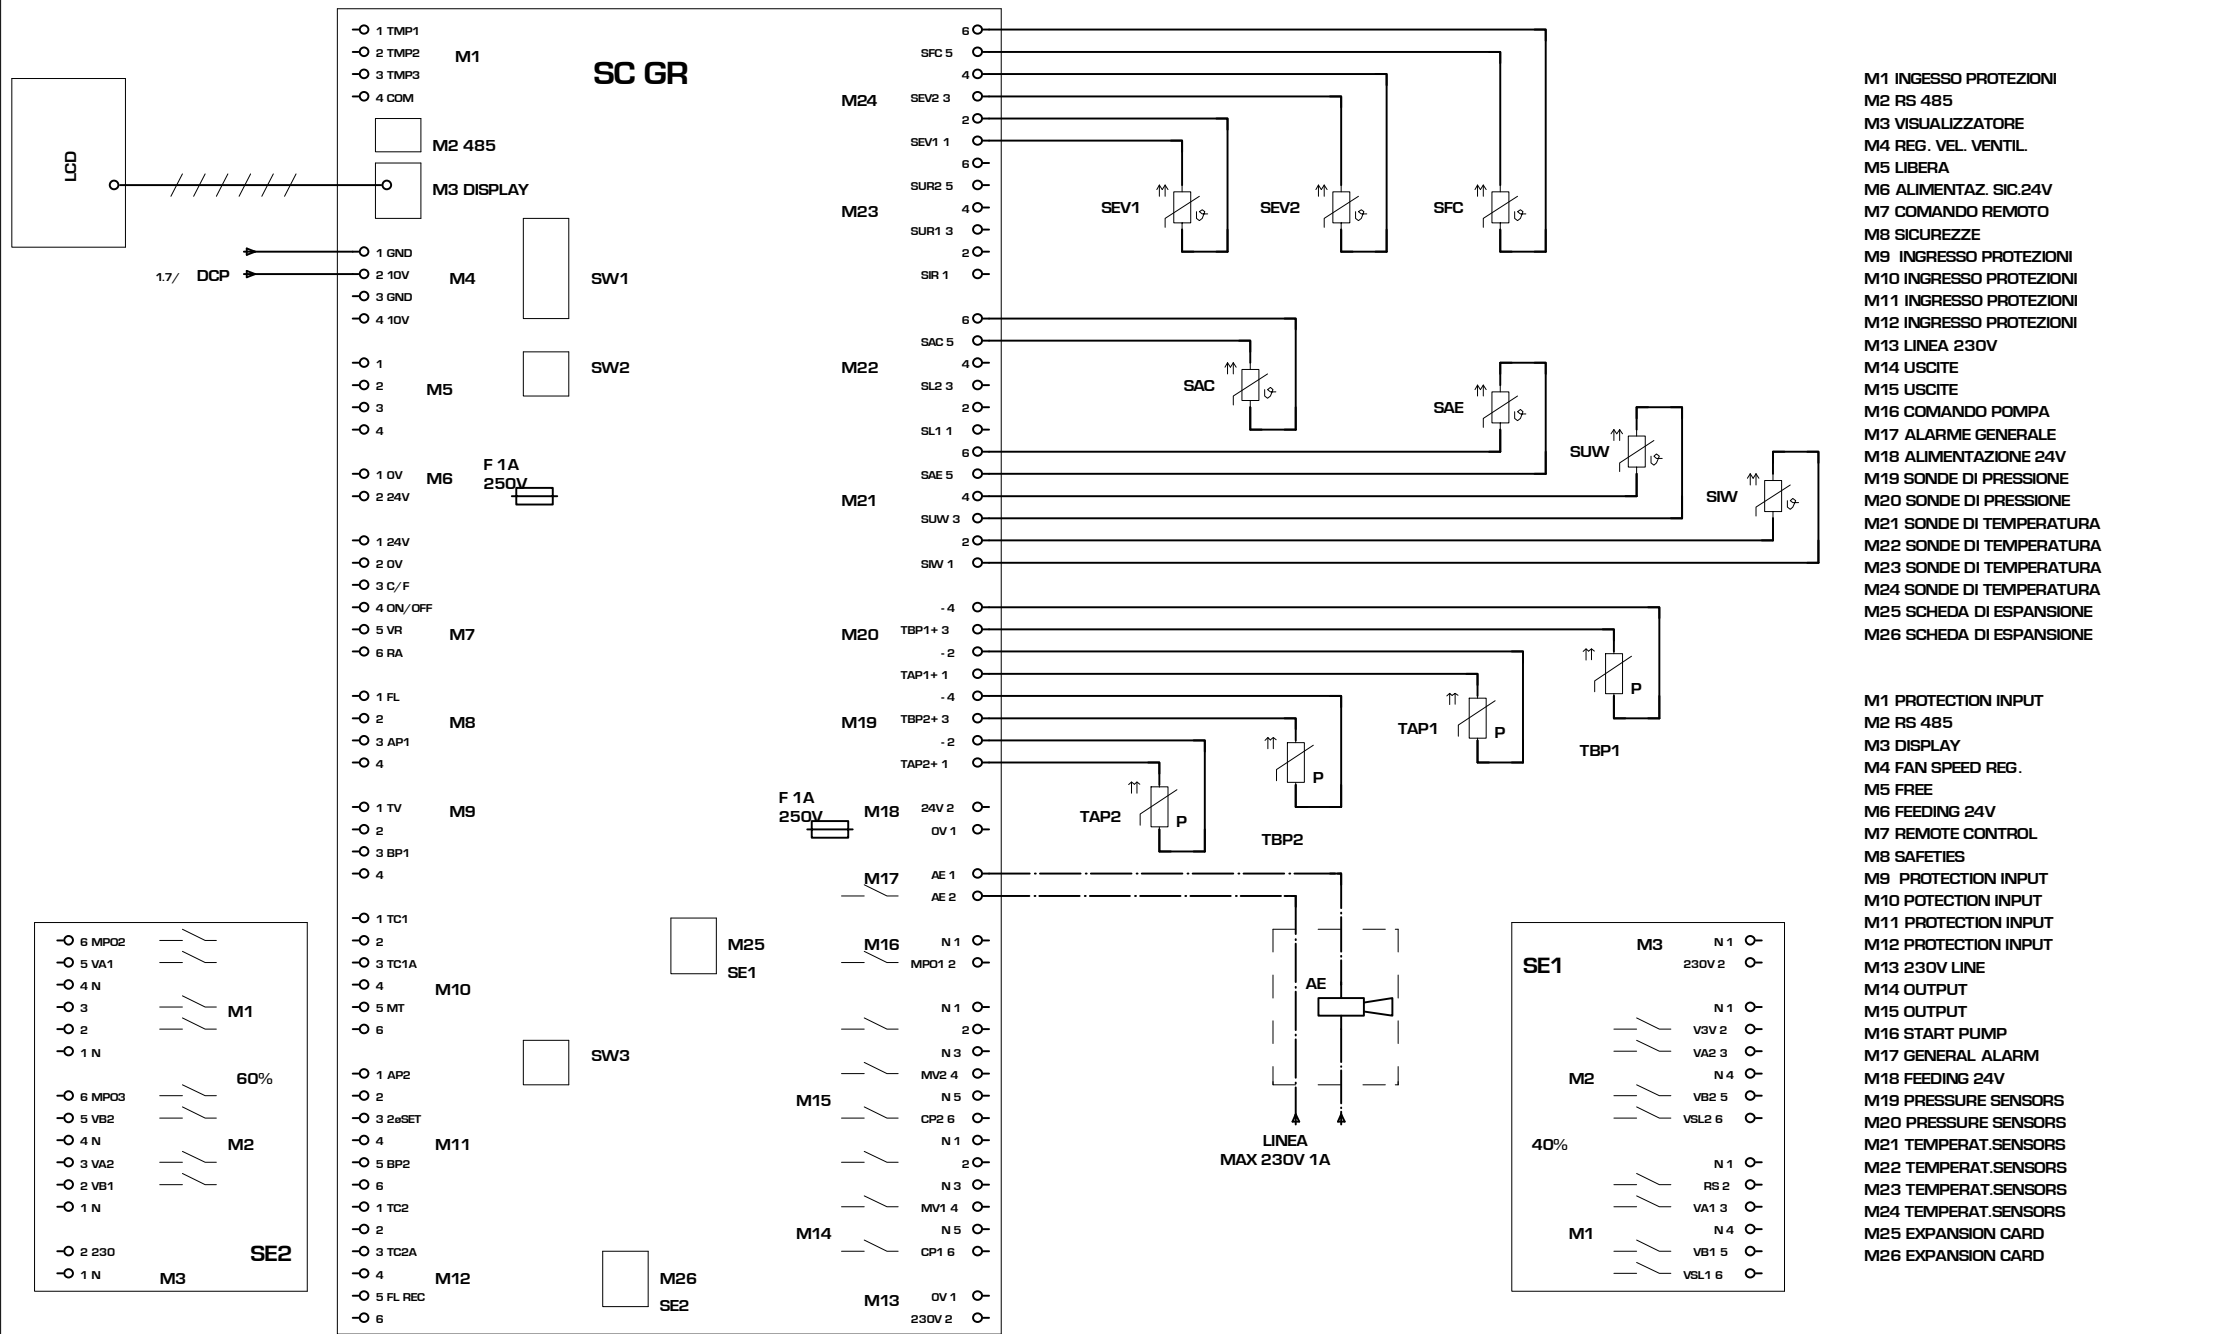 SC GR
1 TMP1
2 TMP2
3 TMP3
4 COM
M1
M2 485
M3 DISPLAY
LCD
1.7/ DCP
1 GND
2 10V
3 GND
4 10V
M4
SW1
SW2
1
2
3
4
M5
1 0V
2 24V
M6
F 1A
250V
1 24V
2 0V
3 C/F
4 ON/OFF
5 VR
6 RA
M7
1 FL
2
3 AP1
4
M8
1 TV
2
3 BP1
4
M9
1 TC1
2
3 TC1A
4
5 MT
6
M10
1 AP2
2
3 2øSET
4
5 BP2
6
M11
1 TC2
2
3 TC2A
4
5 FL REC
6
M12
M25
SE1
SW3
M26
SE2
6
SFC 5
4
SEV2 3
2
SEV1 1
M24
6
SUR2 5
4
SUR1 3
2
SIR 1
M23
6
SAC 5
4
SL2 3
2
SL1 1
M22
6
SAE 5
4
SUW 3
2
SIW 1
M21
- 4
TBP1+ 3
- 2
TAP1+ 1
M20
- 4
TBP2+ 3
- 2
TAP2+ 1
M19
F 1A
250V
M18
24V 2
0V 1
M17
AE 1
AE 2
M16
N 1
MPO1 2
N 1
2
N 3
MV2 4
N 5
CP2 6
M15
N 1
2
N 3
MV1 4
N 5
CP1 6
M14
M13
0V 1
230V 2
SEV1
SEV2
SFC
SAC
SAE
SUW
SIW
TBP1
P
TAP1
P
TBP2
P
TAP2
P
AE
LINEA
MAX 230V 1A
6 MPO2
5 VA1
4 N
3
2
1 N
M1
60%
6 MPO3
5 VB2
4 N
3 VA2
2 VB1
1 N
M2
2 230
1 N
M3
SE2
SE1
M3
N 1
230V 2
N 1
V3V 2
VA2 3
N 4
VB2 5
VSL2 6
M2
40%
N 1
RS 2
VA1 3
N 4
VB1 5
VSL1 6
M1
M1 INGESSO PROTEZIONI
M2 RS 485
M3 VISUALIZZATORE
M4 REG. VEL. VENTIL.
M5 LIBERA
M6 ALIMENTAZ. SIC.24V
M7 COMANDO REMOTO
M8 SICUREZZE
M9 INGRESSO PROTEZIONI
M10 INGRESSO PROTEZIONI
M11 INGRESSO PROTEZIONI
M12 INGRESSO PROTEZIONI
M13 LINEA 230V
M14 USCITE
M15 USCITE
M16 COMANDO POMPA
M17 ALARME GENERALE
M18 ALIMENTAZIONE 24V
M19 SONDE DI PRESSIONE
M20 SONDE DI PRESSIONE
M21 SONDE DI TEMPERATURA
M22 SONDE DI TEMPERATURA
M23 SONDE DI TEMPERATURA
M24 SONDE DI TEMPERATURA
M25 SCHEDA DI ESPANSIONE
M26 SCHEDA DI ESPANSIONE
M1 PROTECTION INPUT
M2 RS 485
M3 DISPLAY
M4 FAN SPEED REG.
M5 FREE
M6 FEEDING 24V
M7 REMOTE CONTROL
M8 SAFETIES
M9 PROTECTION INPUT
M10 POTECTION INPUT
M11 PROTECTION INPUT
M12 PROTECTION INPUT
M13 230V LINE
M14 OUTPUT
M15 OUTPUT
M16 START PUMP
M17 GENERAL ALARM
M18 FEEDING 24V
M19 PRESSURE SENSORS
M20 PRESSURE SENSORS
M21 TEMPERAT.SENSORS
M22 TEMPERAT.SENSORS
M23 TEMPERAT.SENSORS
M24 TEMPERAT.SENSORS
M25 EXPANSION CARD
M26 EXPANSION CARD